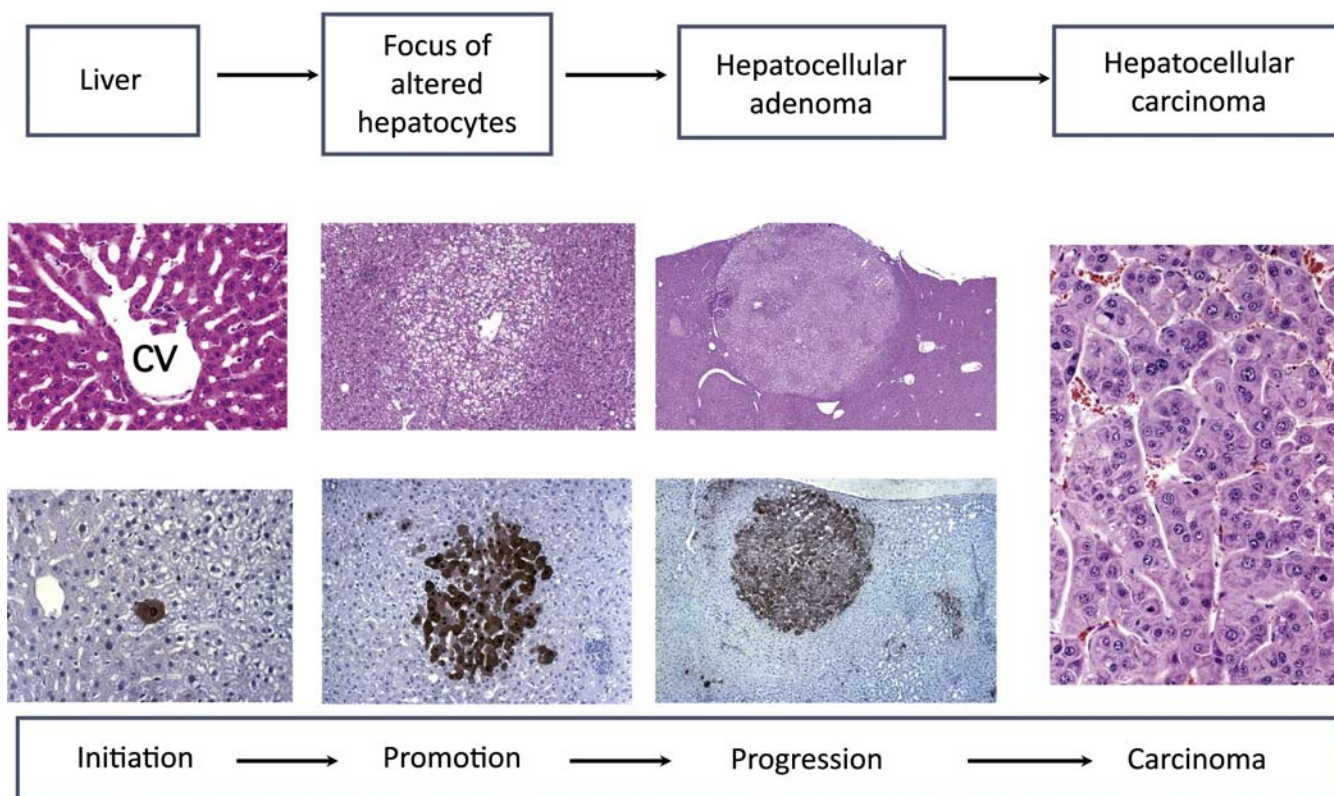 Liver
Focus of
altered
hepatocytes
Hepatocellular
adenoma
Hepatocellular
carcinoma
CV
Initiation
Promotion
Progression
Carcinoma